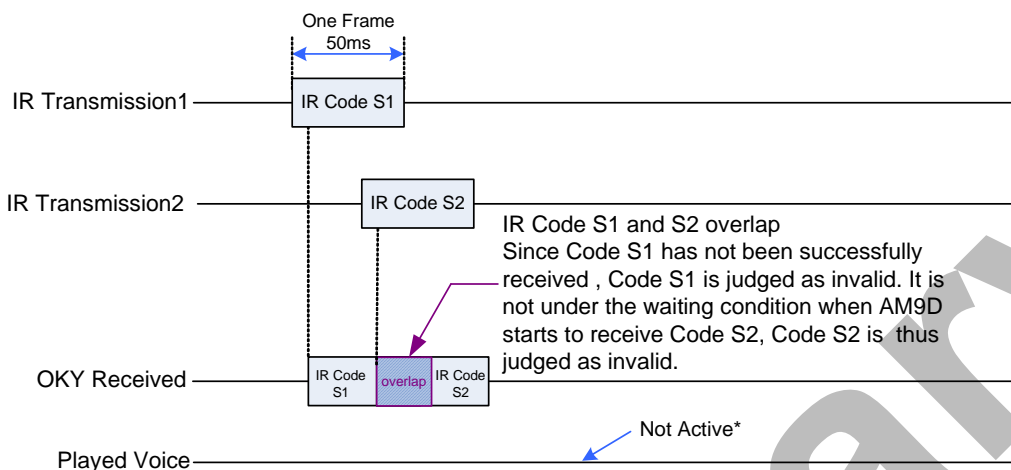 One Frame
50ms
IR Transmission1
IR Code S1
IR Transmission2
IR Code S2
IR Code S1 and S2 overlap
Since Code S1 has not been successfully
received , Code S1 is judged as invalid. It is
not under the waiting condition when AM9D
starts to receive Code S2, Code S2 is thus
judged as invalid.
OKY Received
IR Code
S1
overlap
IR Code
S2
Not Active*
Played Voice